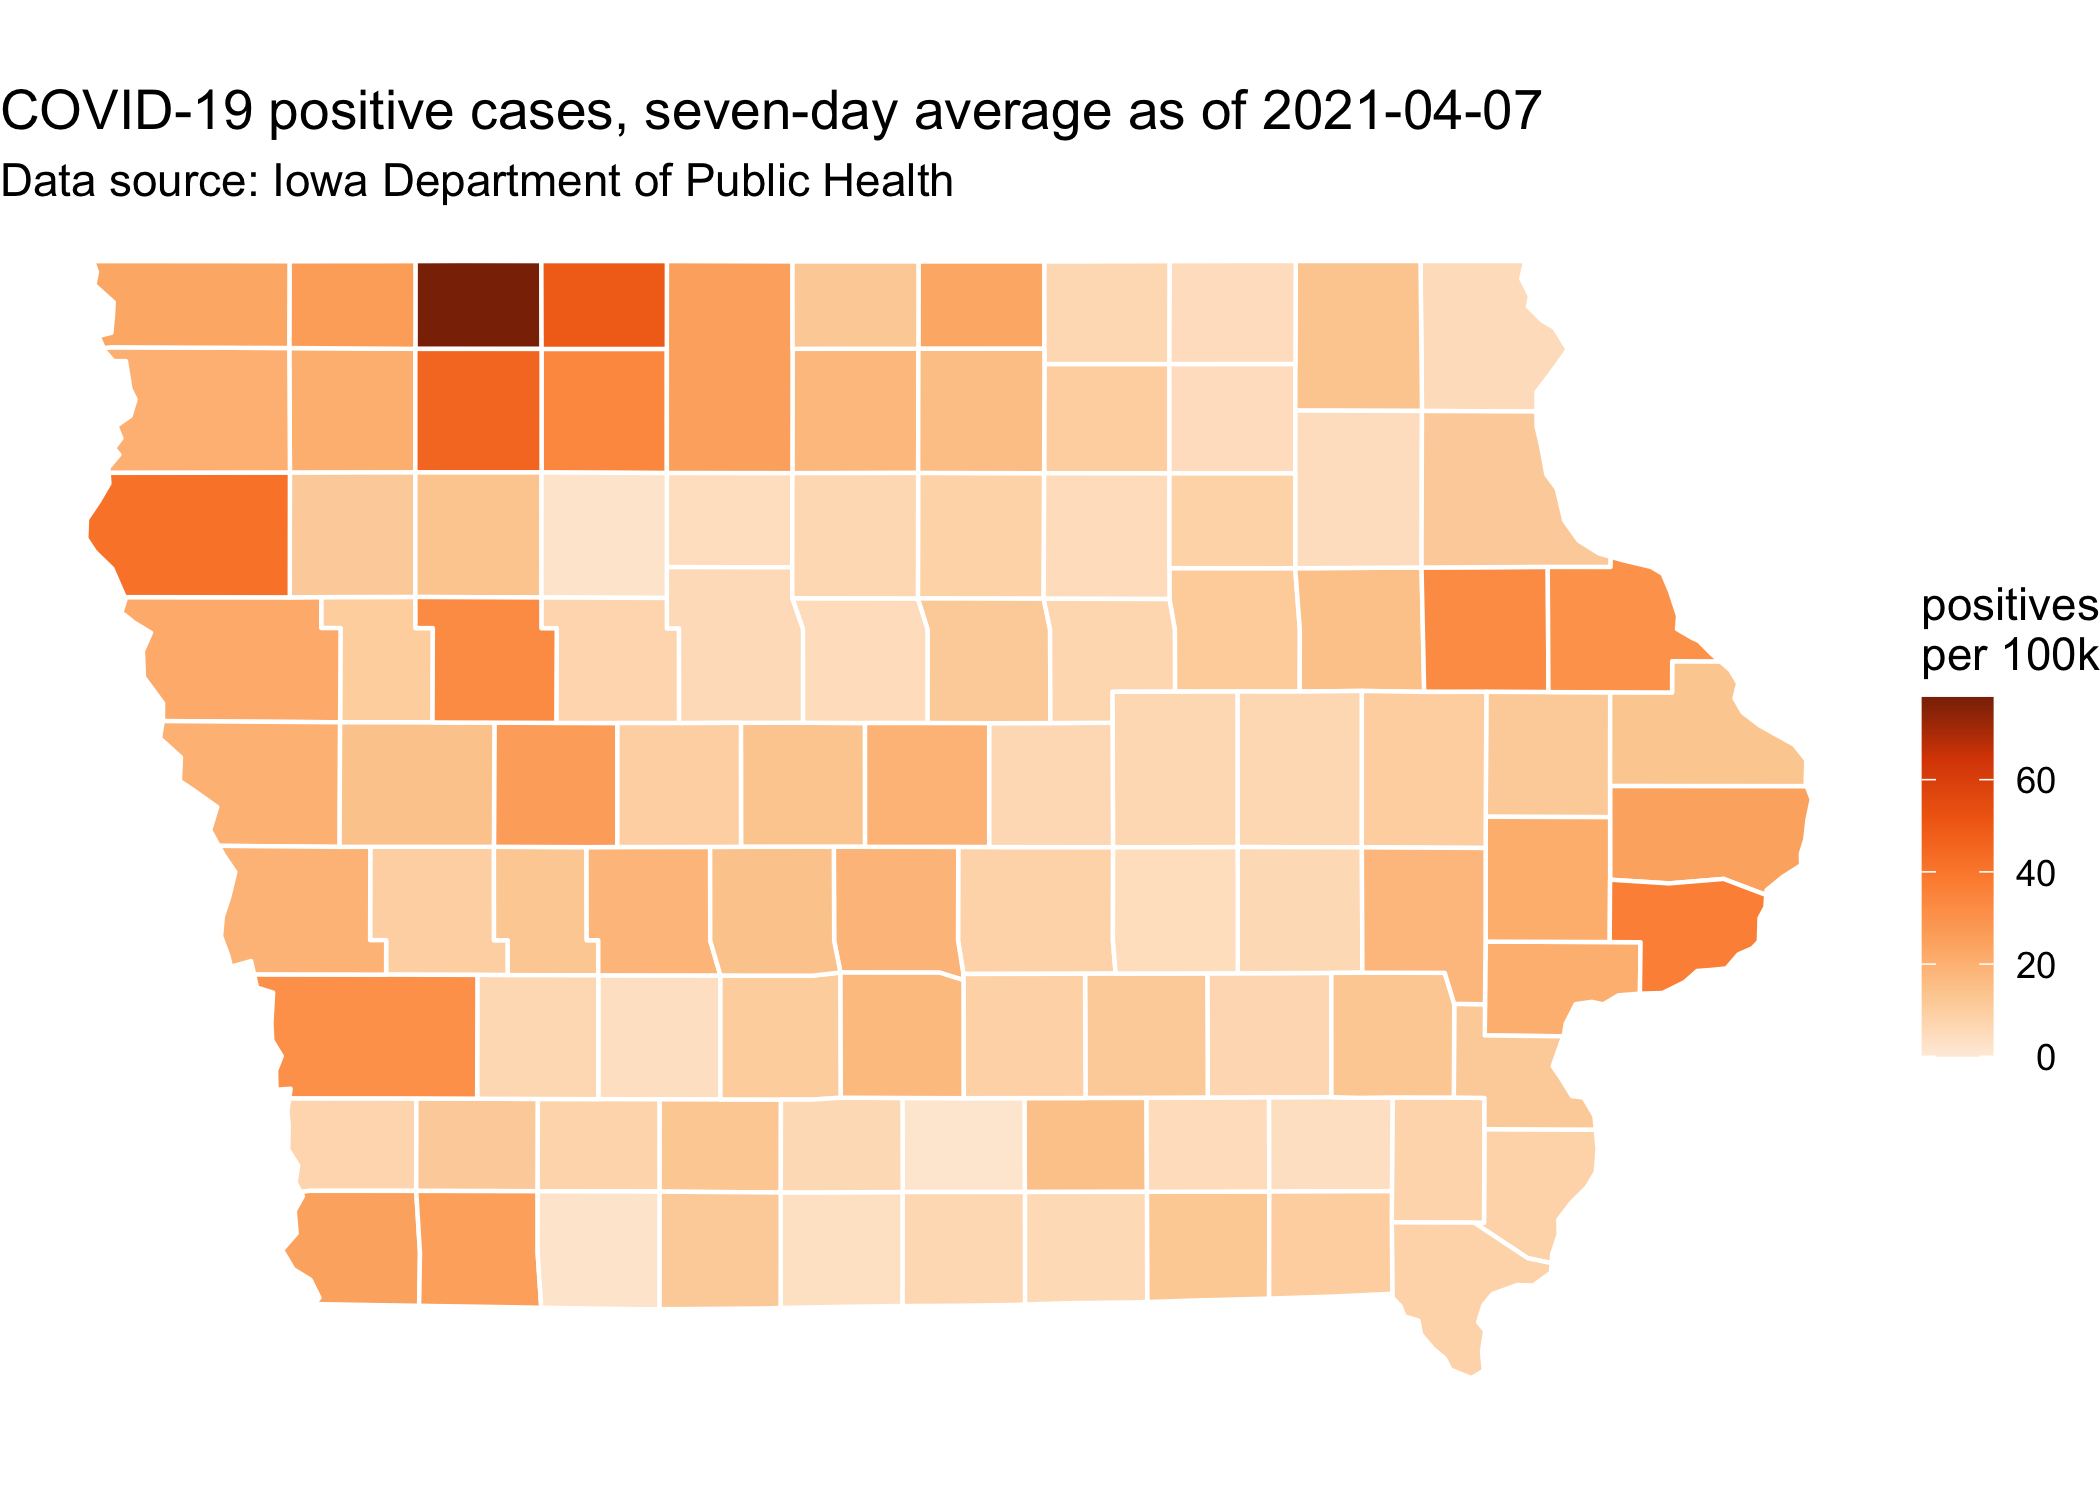 COVID-19 positive cases, seven-day average as of 2021-04-07
Data source: Iowa Department of Public Health
positives
per 100k
60
40
20
0